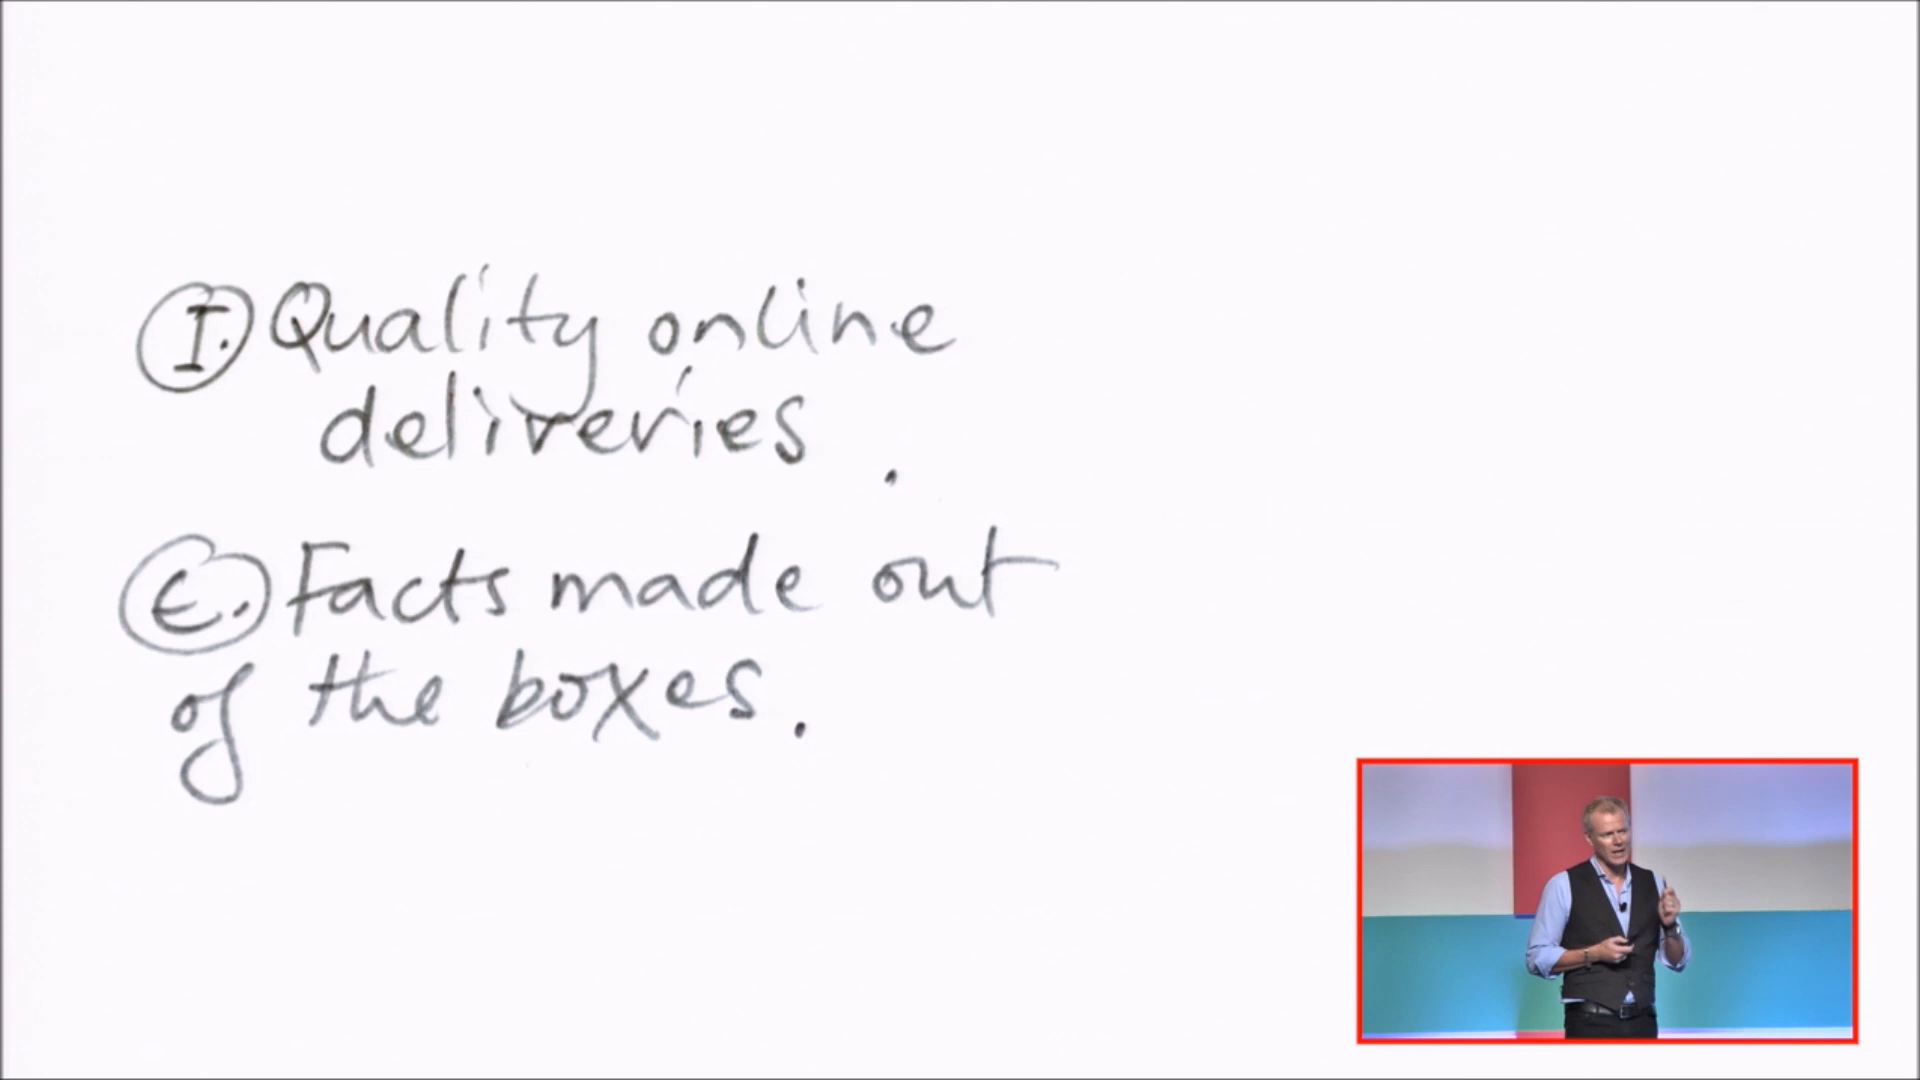 I. Quality online
deliveries.
E. Facts made out
of the boxes.